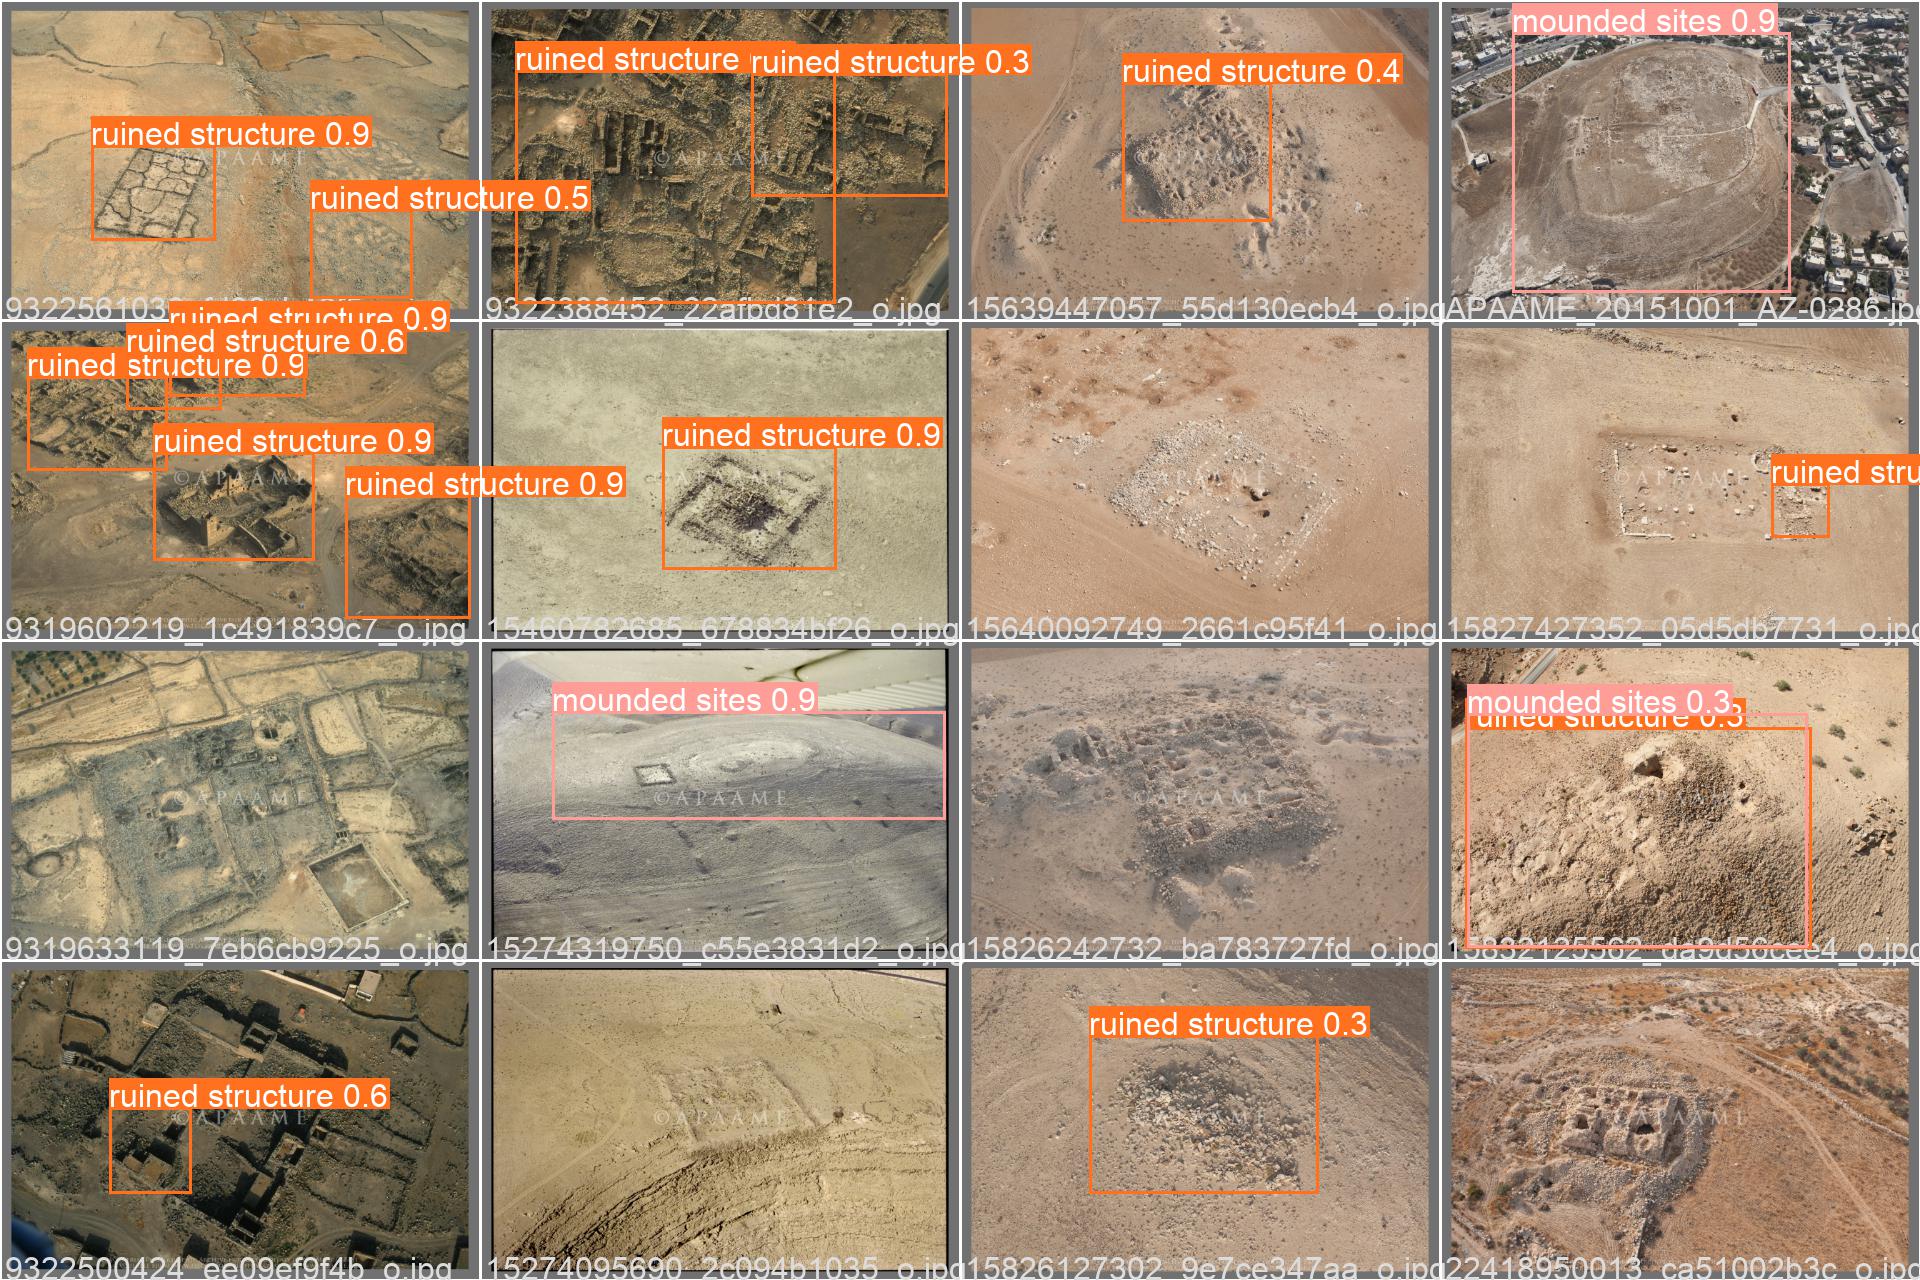 ruined structure 0.9
©APAAME
ruined structure 0.5
ruined structure
ruined structure 0.3
©APAAME
9322388452_22afbd81e2_o.jpg
ruined structure 0.4
15639447057_55d130ecb4_o.jpg
mounded sites 0.9
APAAME_20151001_AZ-0286.jpg
ruined structure 0.9
ruined structure 0.6
ruined structure 0.9
ruined structure 0.9
ruined structure 0.9
9319602219_1c491839c7_o.jpg
ruined structure 0.9
©APAAME
15460782685_678834bf26_o.jpg
©APAAME
15640092749_2661c95f41_o.jpg
ruined stru
©APAAME
15827427352_05d5db7731_o.jpg
©APAAME
9319633119_7eb6cb9225_o.jpg
mounded sites 0.9
©APAAME
15274319750_c55e3831d2_o.jpg
©APAAME
15826242732_ba783727fd_o.jpg
mounded sites 0.3
ruined structure 0.3
15832125562_da9d56cee4_o.jpg
ruined structure 0.6
©APAAME
9322500424_ee09ef9f4b_o.jpg
©APAAME
15274095690_2c094b1035_o.jpg
ruined structure 0.3
15826127302_9e7ce347aa_o.jpg
©APAAME
22418950013_ca51002b3c_o.jpg